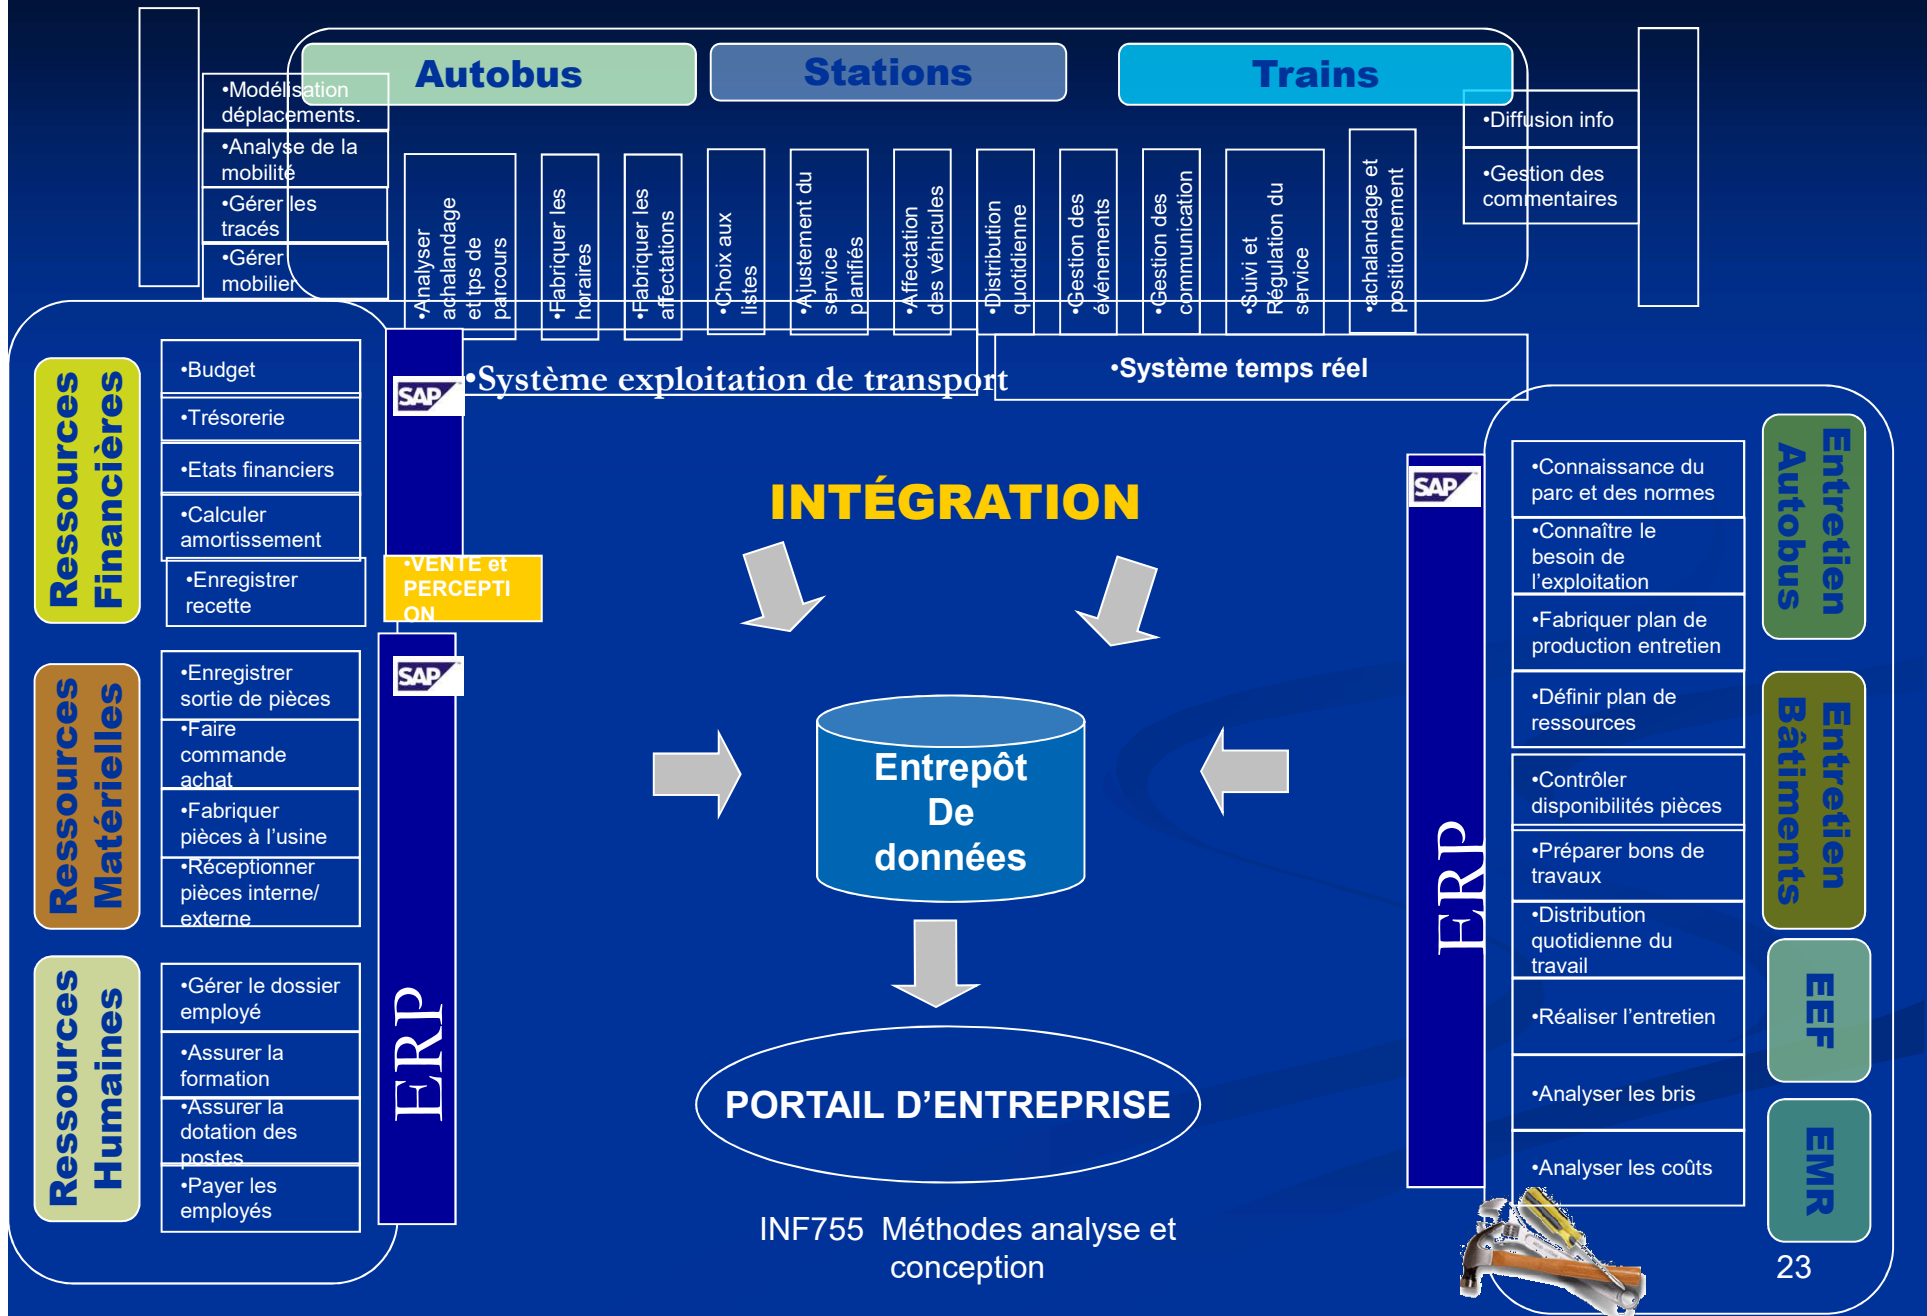 Autobus
Stations
Trains
•Modélisation
déplacements.
•Analyse de la
mobilité
•Gérer les
tracés
•Gérer
mobilier
•Analyser
achalandage
et tps de
parcours
•Fabriquer les
horaires
•Fabriquer les
affectations
•Choix aux
listes
•Ajustement du
service
planifiés
•Affectation
des véhicules
•Distribution
quotidienne
•Gestion des
événements
•Gestion des
communication
•Suivi et
Régulation du
service
•achalandage et
positionnement
•Diffusion info
•Gestion des
commentaires
•Système exploitation de transport
•Système temps réel
Ressources
Financières
•Budget
•Trésorerie
•Etats financiers
•Calculer
amortissement
•Enregistrer
recette
SAP
•VENTE et
PERCEPTI
ON
Ressources
Matérielles
•Enregistrer
sortie de pièces
•Faire
commande
achat
•Fabriquer
pièces à l’usine
•Réceptionner
pièces interne/
externe
SAP
ERP
Ressources
Humaines
•Gérer le dossier
employé
•Assurer la
formation
•Assurer la
dotation des
postes
•Payer les
employés
INTÉGRATION
Entrepôt
De
données
PORTAIL D’ENTREPRISE
SAP
ERP
•Connaissance du
parc et des normes
•Connaître le
besoin de
l’exploitation
•Fabriquer plan de
production entretien
•Définir plan de
ressources
•Contrôler
disponibilités pièces
•Préparer bons de
travaux
•Distribution
quotidienne du
travail
•Réaliser l’entretien
•Analyser les bris
•Analyser les coûts
Entretien
Autobus
Entretien
Bâtiments
EEF
EMR
INF755  Méthodes analyse et
conception
23